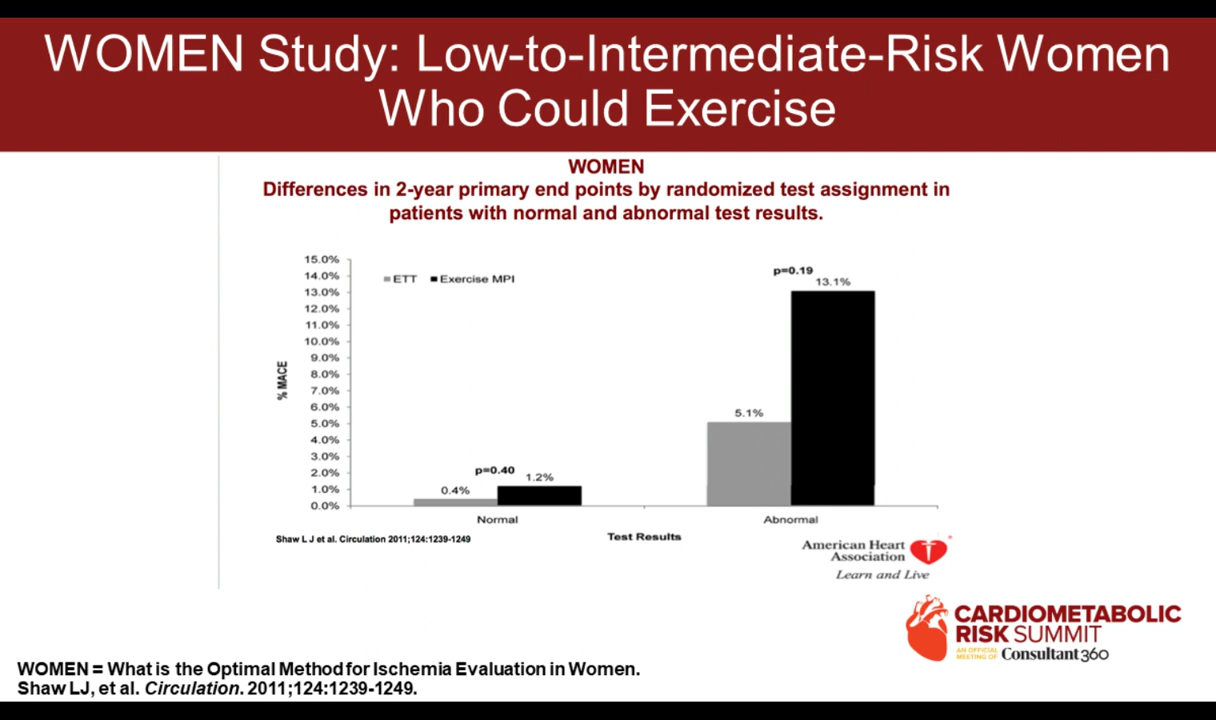 WOMEN Study: Low-to-Intermediate-Risk Women
Who Could Exercise
WOMEN
Differences in 2-year primary end points by randomized test assignment in
patients with normal and abnormal test results.
15.0%
14.0%
13.0%
12.0%
11.0%
10.0%
9.0%
8.0%
7.0%
6.0%
5.0%
4.0%
3.0%
2.0%
1.0%
0.0%
% MACE
ETT Exercise MPI
p=0.40
0.4%
1.2%
p=0.19
5.1%
13.1%
Normal
Abnormal
Test Results
Shaw L J et al. Circulation 2011;124:1239-1249
American Heart
Association
Learn and Live
CARDIOMETABOLIC
RISK SUMMIT
AN OFFICIAL
MEETING OF Consultant360
WOMEN = What is the Optimal Method for Ischemia Evaluation in Women.
Shaw LJ, et al. Circulation. 2011;124:1239-1249.